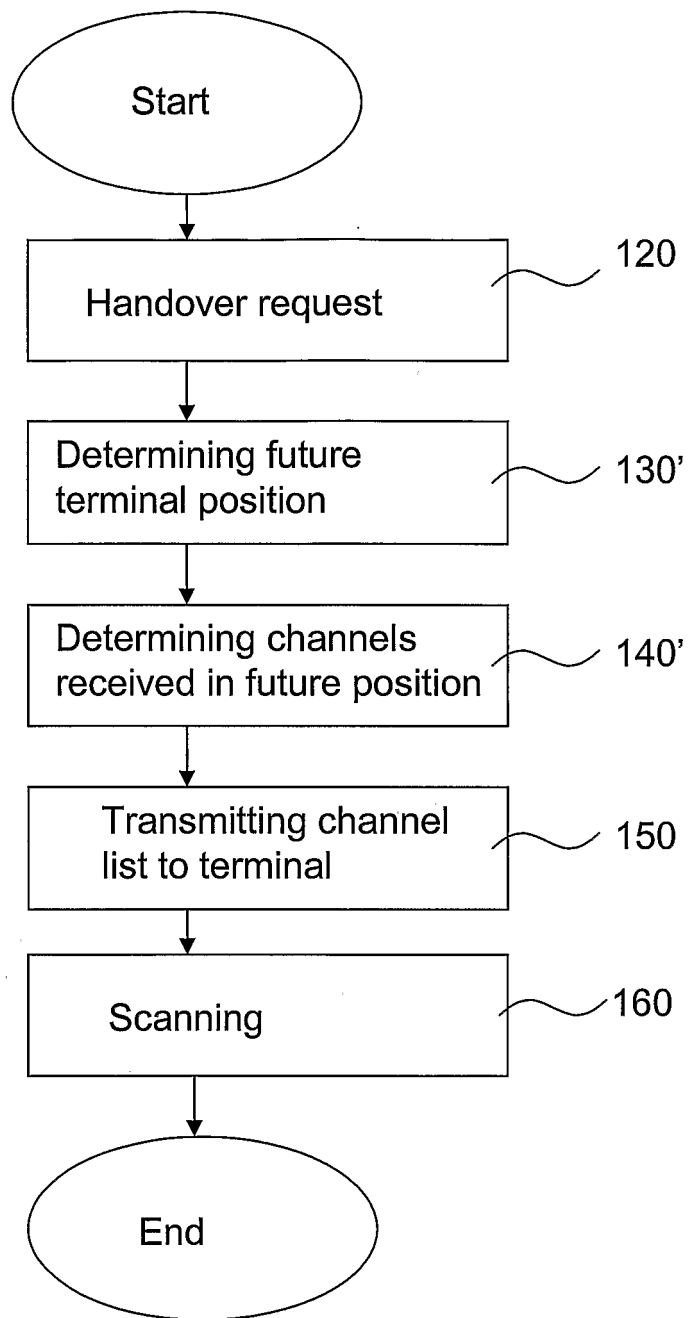 Start
Handover request
120
Determining future
terminal position
130’
Determining channels
received in future position
140’
Transmitting channel
list to terminal
150
Scanning
160
End